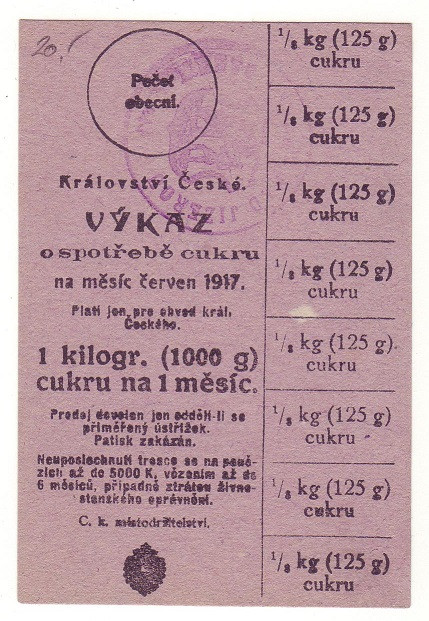 20.-
Pečeť
obecní.
Království České.
VÝKAZ
o spotřebě cukru
na měsíc červen 1917.
Platí jen pro obvod král.
Českého.
1 kilogr. (1000 g)
cukru na 1 měsíc.
Prodej dovolen jen oddělí-li se
přiměřený ústřižek.
Patisk zakázán.
Neuposlechnutí tresce se na penězích až do 5000 K, vězením až do
6 měsíců, případně ztrátou živnostenského oprávnění.
C. k. místodržitelství.
1/8 kg (125 g)
cukru
1/8 kg (125 g)
cukru
1/8 kg (125 g)
cukru
1/8 kg (125 g)
cukru
1/8 kg (125 g)
cukru
1/8 kg (125 g)
cukru
1/8 kg (125 g)
cukru
1/8 kg (125 g)
cukru